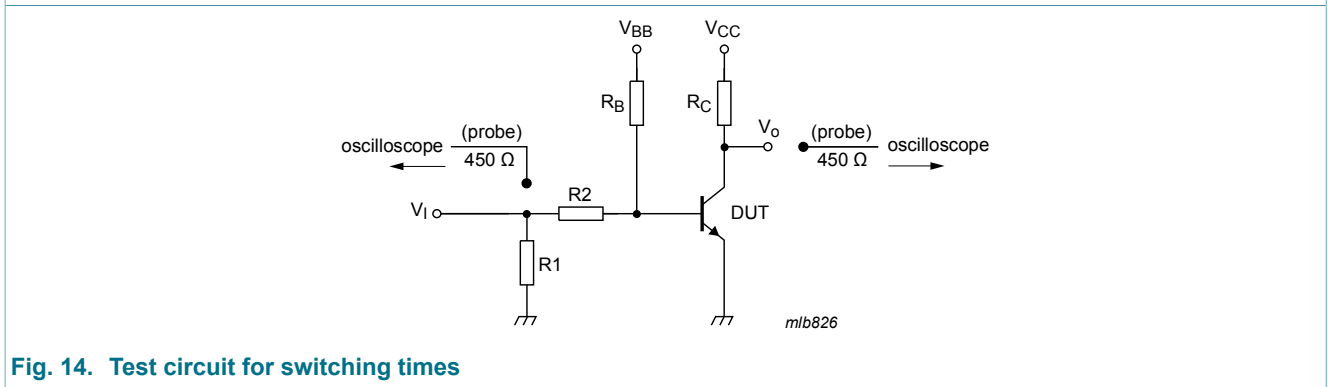 V_BB
V_CC
R_B
R_C
V_o
(probe)
450 Ω
oscilloscope
(probe)
450 Ω
oscilloscope
R2
V_I
DUT
R1
mlb826
Fig. 14. Test circuit for switching times